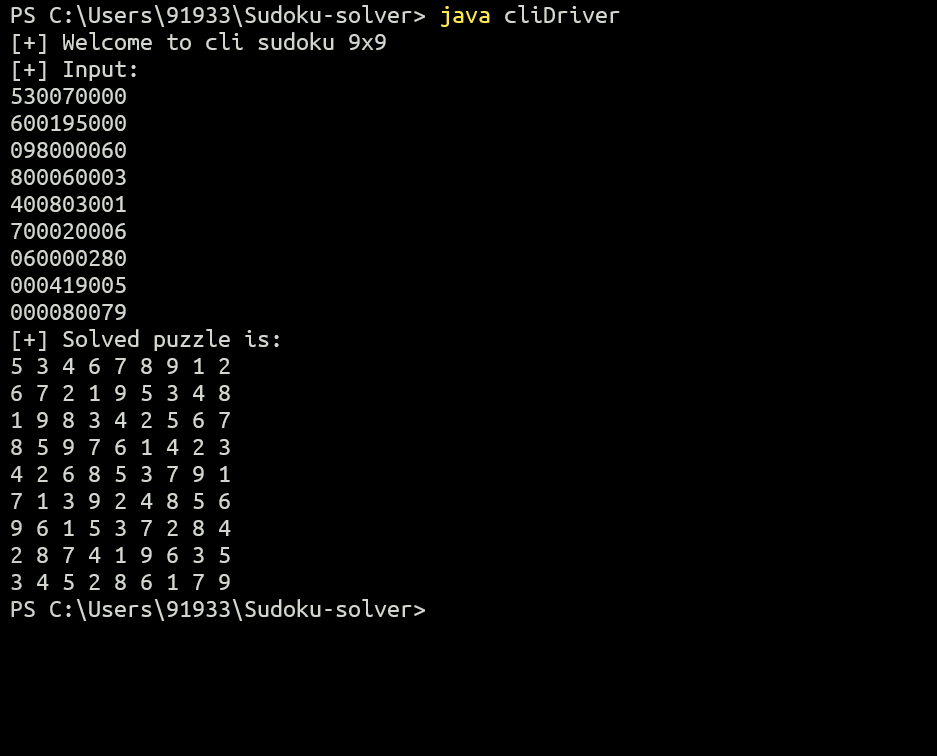 PS C:\Users\91933\Sudoku-solver> java cliDriver
[+] Welcome to cli sudoku 9x9
[+] Input:
530070000
600195000
098000060
800060003
400803001
700020006
060000280
000419005
000080079
[+] Solved puzzle is:
5 3 4 6 7 8 9 1 2
6 7 2 1 9 5 3 4 8
1 9 8 3 4 2 5 6 7
8 5 9 7 6 1 4 2 3
4 2 6 8 5 3 7 9 1
7 1 3 9 2 4 8 5 6
9 6 1 5 3 7 2 8 4
2 8 7 4 1 9 6 3 5
3 4 5 2 8 6 1 7 9
PS C:\Users\91933\Sudoku-solver>